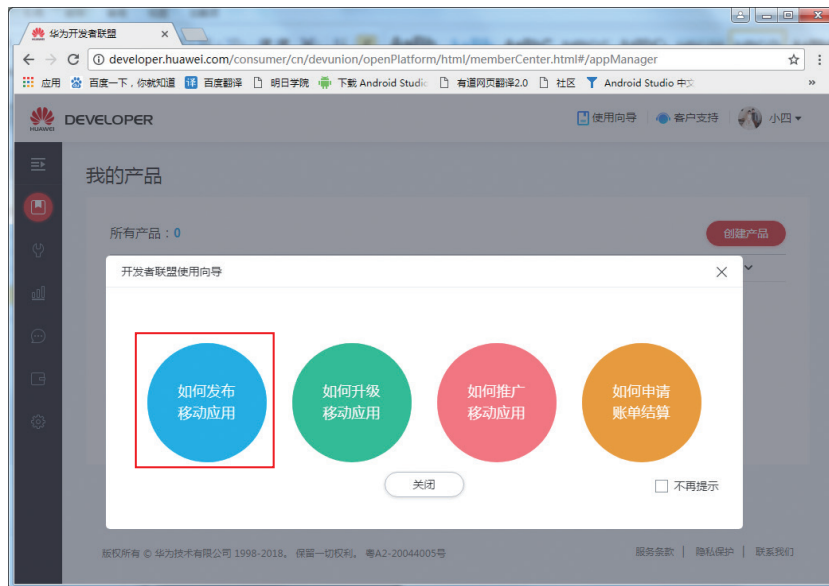 华为开发者联盟
developer.huawei.com/consumer/cn/devunion/openPlatform/html/memberCenter.html#/appManager
应用 百度一下，你就知道 译 百度翻译 明日学院 下载 Android Studio 有道网页翻译2.0 社区 Android Studio 中文 »
HUAWEI DEVELOPER 使用向导 客户支持 小四
我的产品
所有产品：0 创建产品
开发者联盟使用向导
如何发布 如何升级 如何推广 如何申请
移动应用 移动应用 移动应用 账单结算
关闭
不再提示
版权所有 © 华为技术有限公司 1998-2018。 保留一切权利。 粤A2-20044005号 服务条款 | 隐私保护 | 联系我们